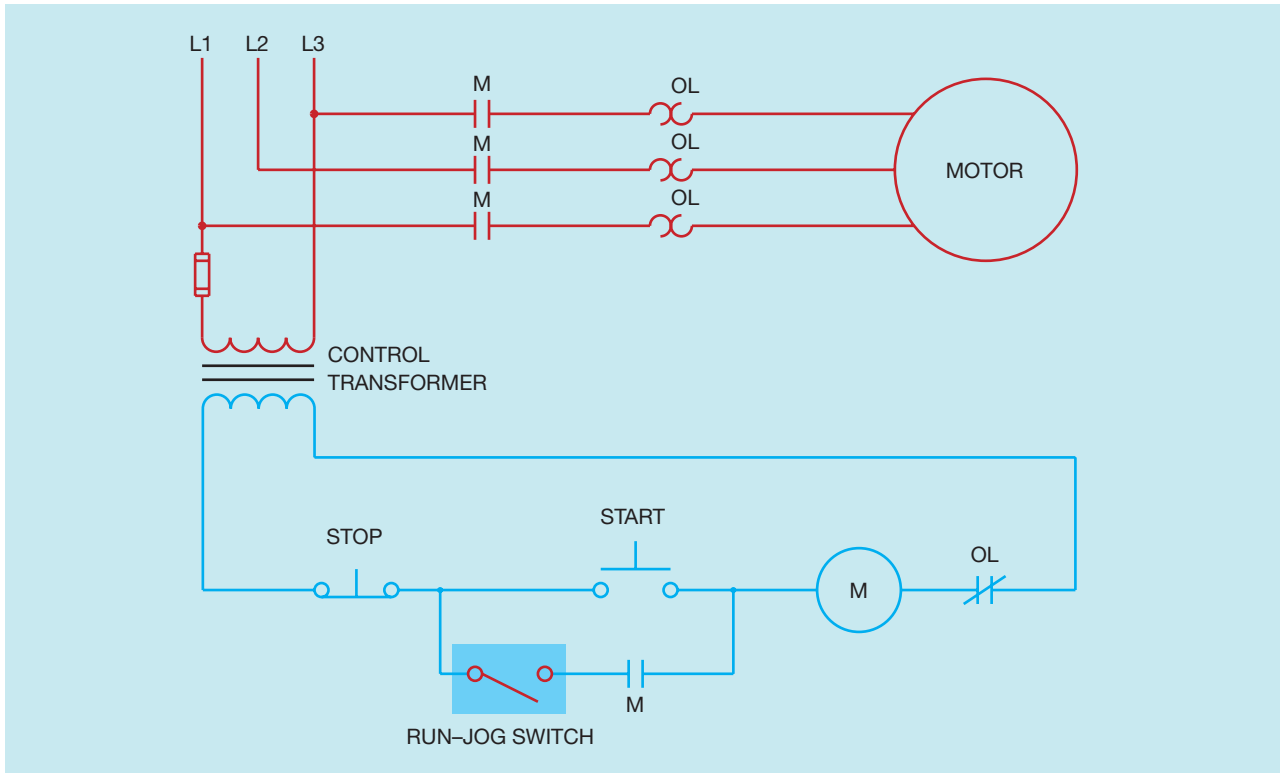 L1 L2 L3
M OL
M OL
MOTOR
M OL
CONTROL
TRANSFORMER
START
STOP
OL
M
M
RUN–JOG SWITCH